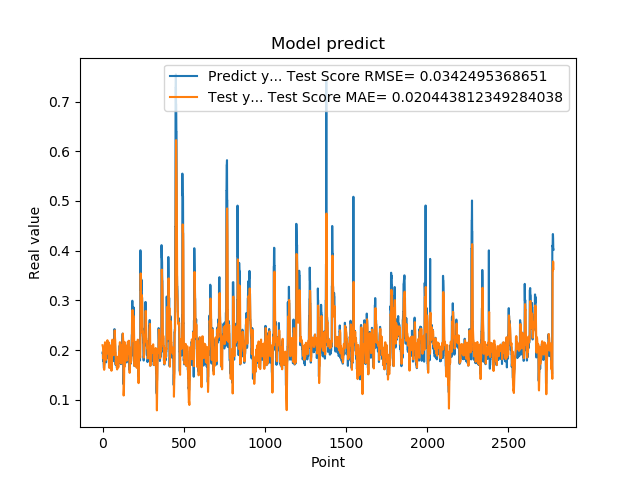 Model predict
Predict y... Test Score RMSE= 0.0342495368651
Test y... Test Score MAE= 0.020443812349284038
Real value
0.7
0.6
0.5
0.4
0.3
0.2
0.1
0 500 1000 1500 2000 2500
Point